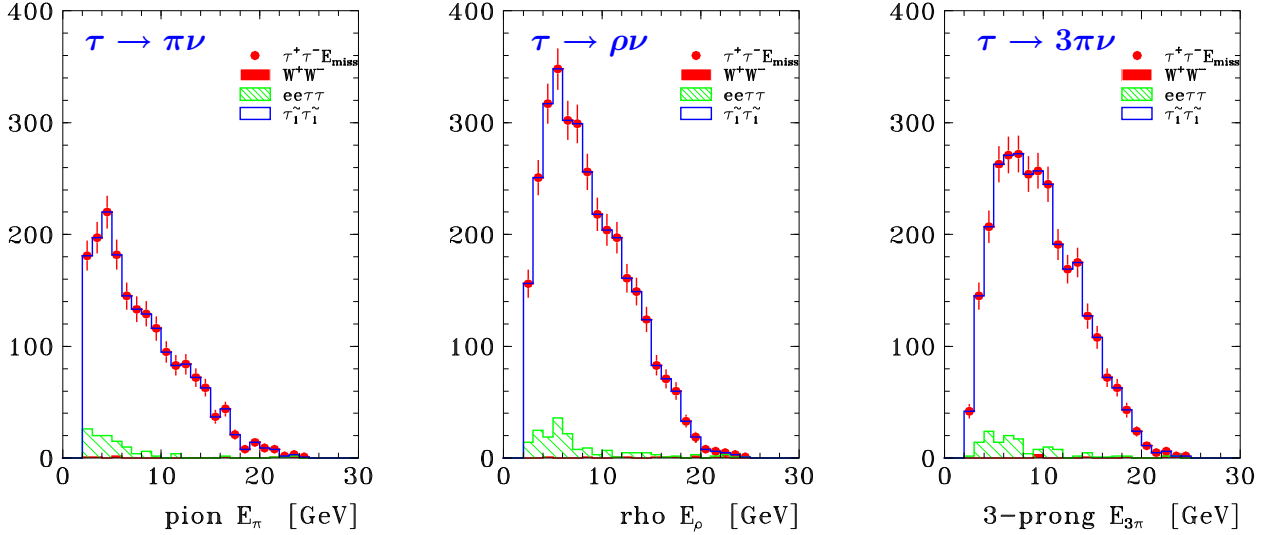 τ → πν
τ⁺τ⁻E_miss
W⁺W⁻
eeττ
τ̃₁τ̃₁
400
300
200
100
0
0 10 20 30
pion E_π [GeV]
τ → ρν
τ⁺τ⁻E_miss
W⁺W⁻
eeττ
τ̃₁τ̃₁
400
300
200
100
0
0 10 20 30
rho E_ρ [GeV]
τ → 3πν
τ⁺τ⁻E_miss
W⁺W⁻
eeττ
τ̃₁τ̃₁
400
300
200
100
0
0 10 20 30
3-prong E_3π [GeV]